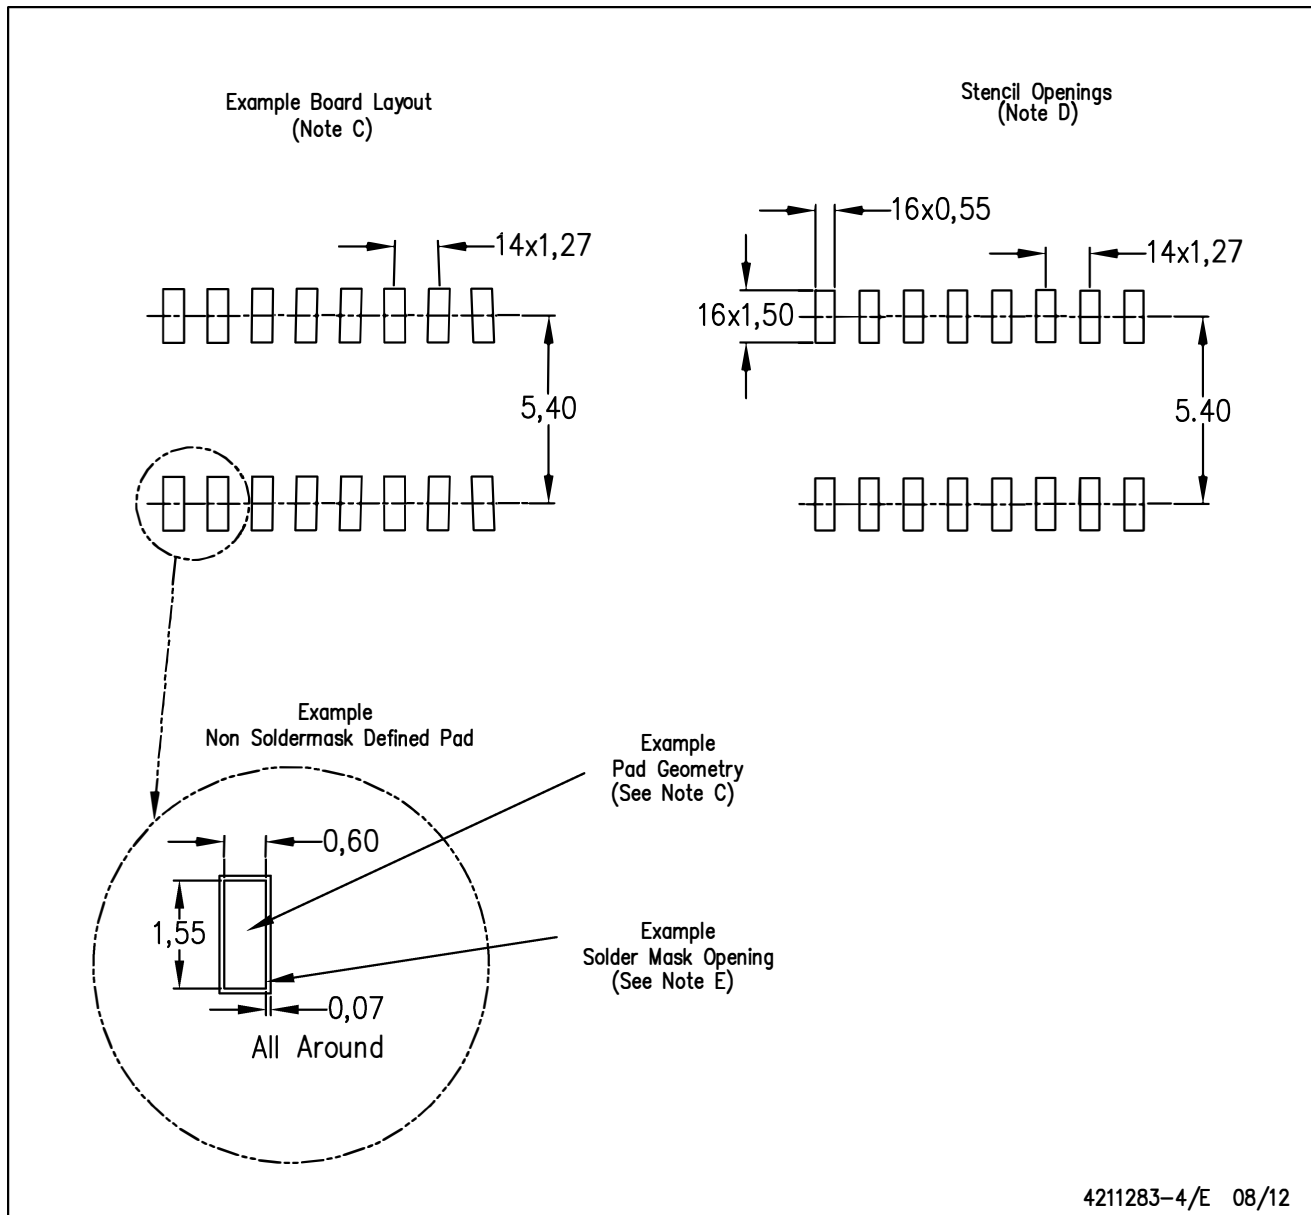 Example Board Layout
(Note C)
Stencil Openings
(Note D)
16x0,55
14x1,27
14x1,27
16x1,50
5,40
5.40
Example
Non Soldermask Defined Pad
Example
Pad Geometry
(See Note C)
0,60
1,55
Example
Solder Mask Opening
(See Note E)
0,07
All Around
4211283-4/E 08/12